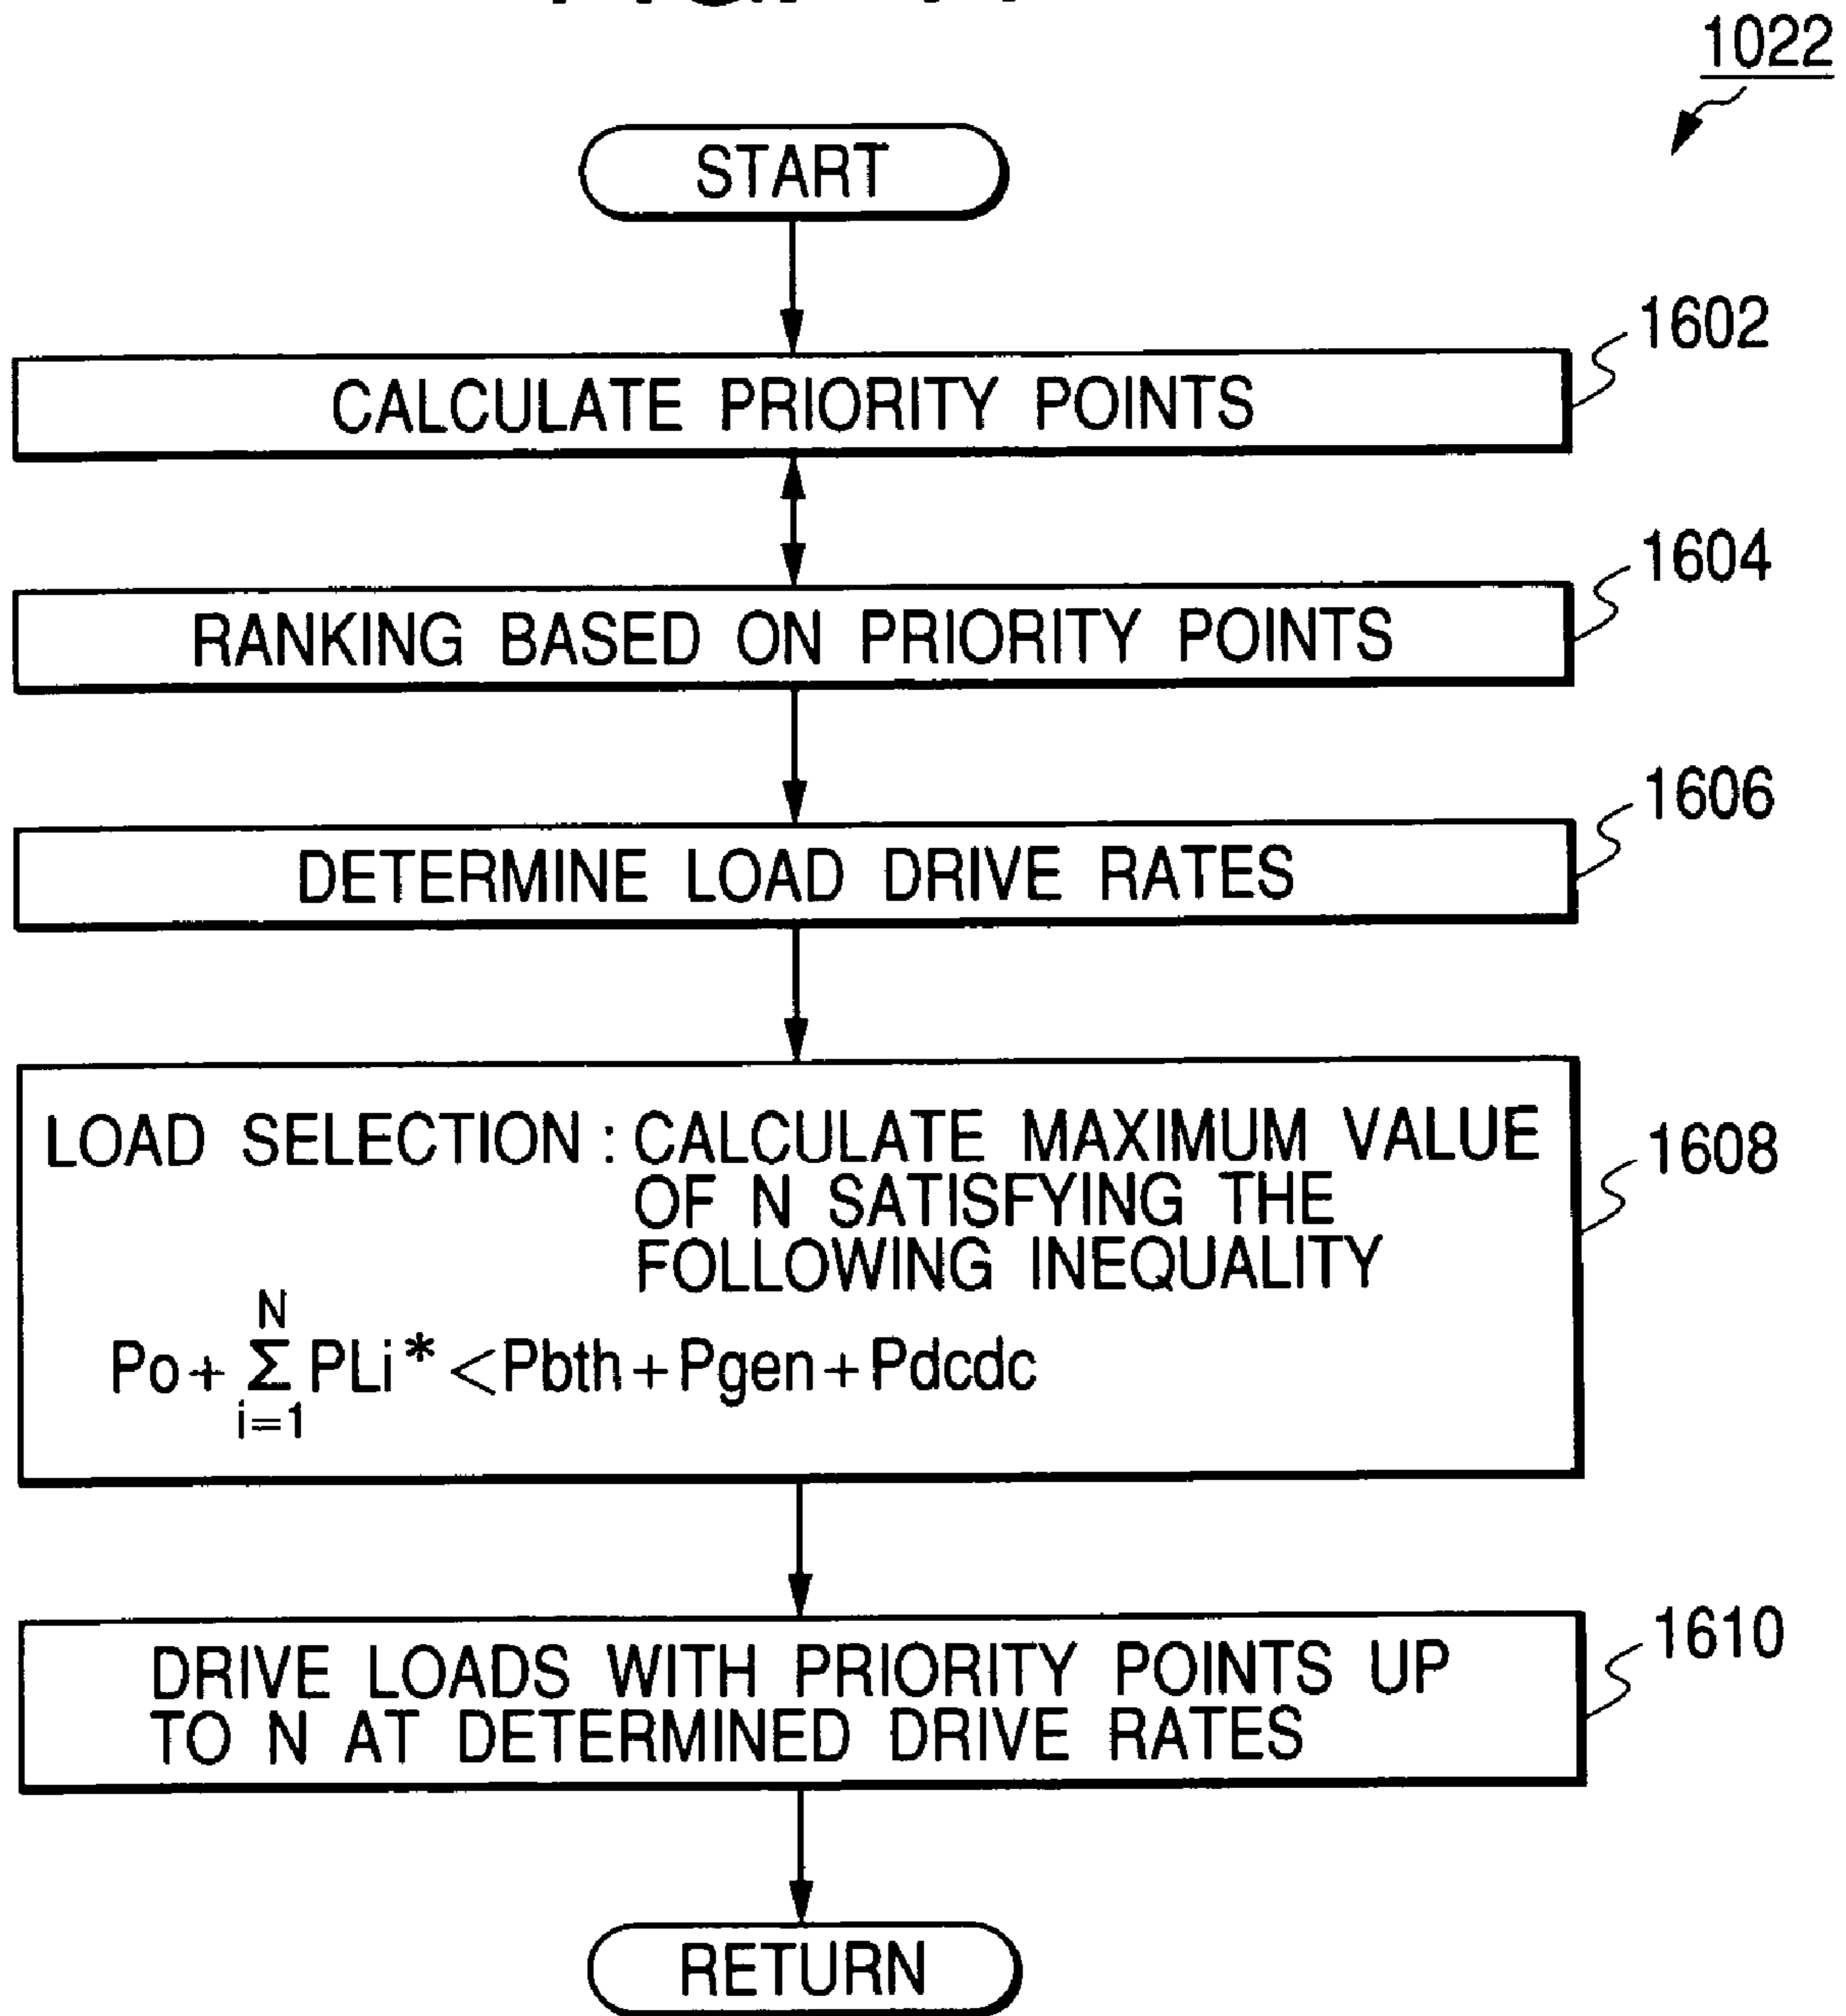 1022
START
CALCULATE PRIORITY POINTS
1602
RANKING BASED ON PRIORITY POINTS
1604
DETERMINE LOAD DRIVE RATES
1606
LOAD SELECTION : CALCULATE MAXIMUM VALUE
OF N SATISFYING THE
FOLLOWING INEQUALITY
1608
N
Po + Σ PLi* < Pbth + Pgen + Pdcdc
i=1
DRIVE LOADS WITH PRIORITY POINTS UP
TO N AT DETERMINED DRIVE RATES
1610
RETURN